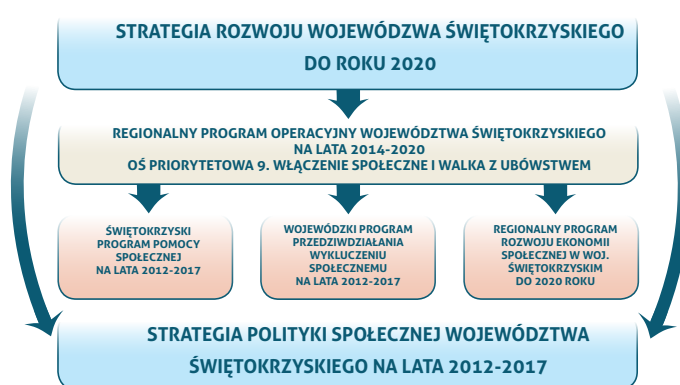 STRATEGIA ROZWOJU WOJEWÓDZWA ŚWIĘTOKRZYSKIEGO
DO ROKU 2020
REGIONALNY PROGRAM OPERACYJNY WOJEWÓDZTWA ŚWIĘTOKRZYSKIEGO
NA LATA 2014-2020
OŚ PRIORYTETOWA 9. WŁĄCZENIE SPOŁECZNE I WALKA Z UBÓWSTWEM
ŚWIĘTOKRZYSKI
PROGRAM POMOCY
SPOŁECZNEJ
NA LATA 2012-2017
WOJEWÓDZKI PROGRAM
PRZEDZIWDZIAŁANIA
WYKLUCZENIU
SPOŁECZNEMU
NA LATA 2012-2017
REGIONALNY PROGRAM
ROZWOJU EKONOMII
SPOŁECZNEJ W WOJ.
ŚWIĘTOKRZYSKIM
DO 2020 ROKU
STRATEGIA POLITYKI SPOŁECZNEJ WOJEWÓDZTWA
ŚWIĘTOKRZYSKIEGO NA LATA 2012-2017